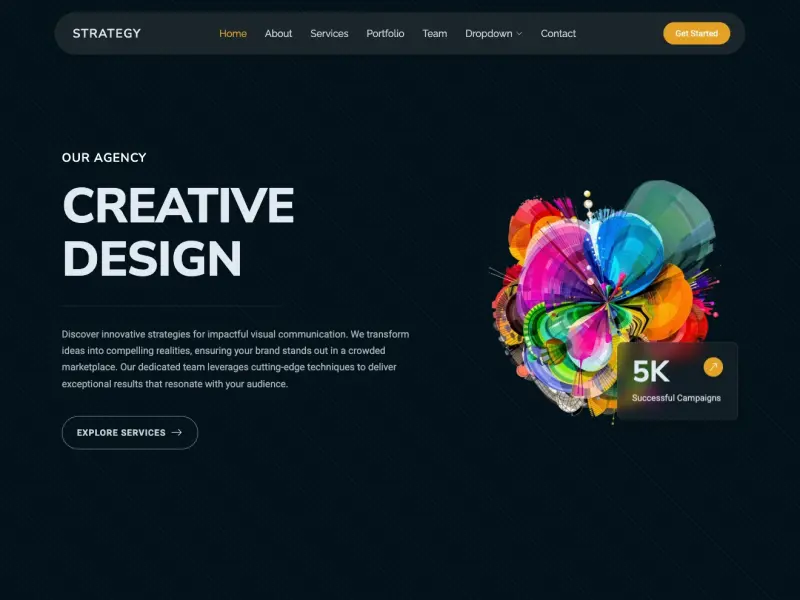 STRATEGY
Home About Services Portfolio Team Dropdown Contact
Get Started
OUR AGENCY
CREATIVE
DESIGN
Discover innovative strategies for impactful visual communication. We transform
ideas into compelling realities, ensuring your brand stands out in a crowded
marketplace. Our dedicated team leverages cutting-edge techniques to deliver
exceptional results that resonate with your audience.
EXPLORE SERVICES
5K
Successful Campaigns